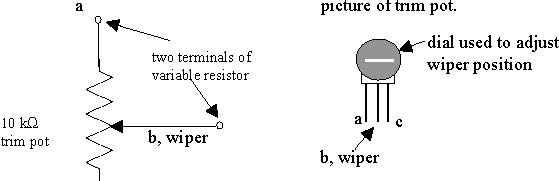 a
two terminals of
variable resistor
10 kΩ
trim pot
b, wiper
picture of trim pot.
dial used to adjust
wiper position
a
c
b, wiper